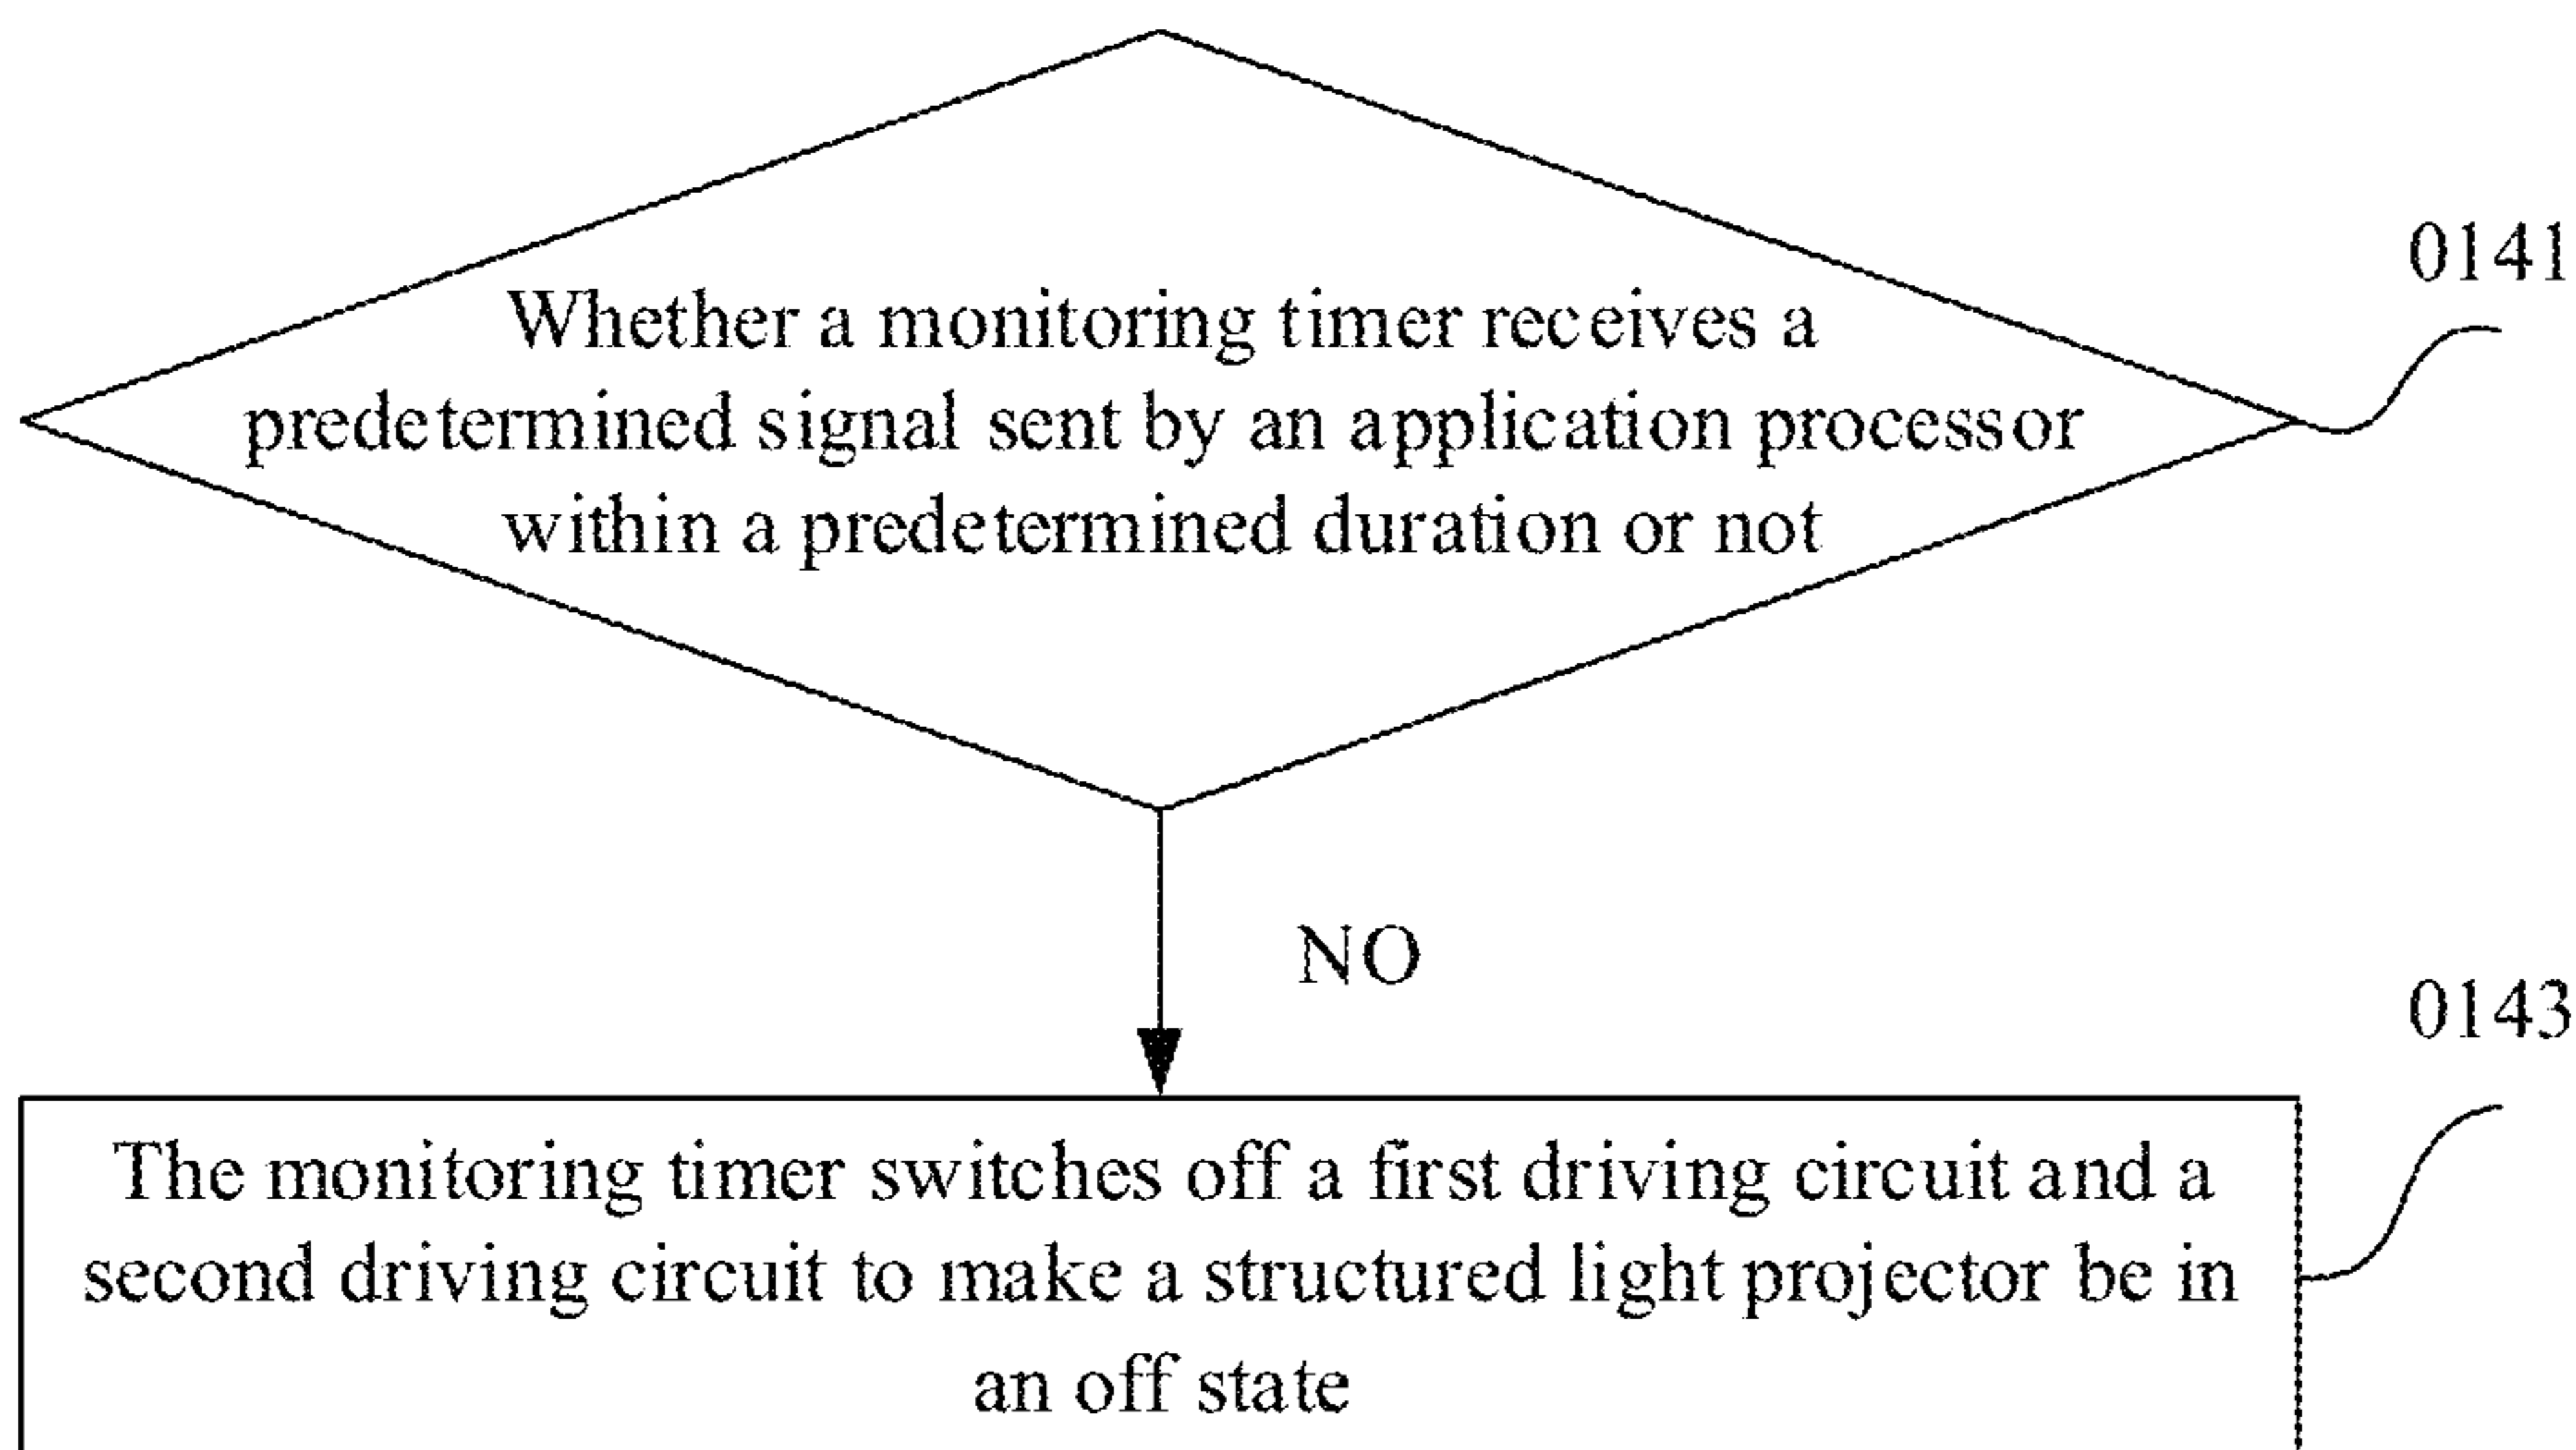 0141
Whether a monitoring timer receives a
predetermined signal sent by an application processor
within a predetermined duration or not
NO
0143
The monitoring timer switches off a first driving circuit and a
second driving circuit to make a structured light projector be in
an off state